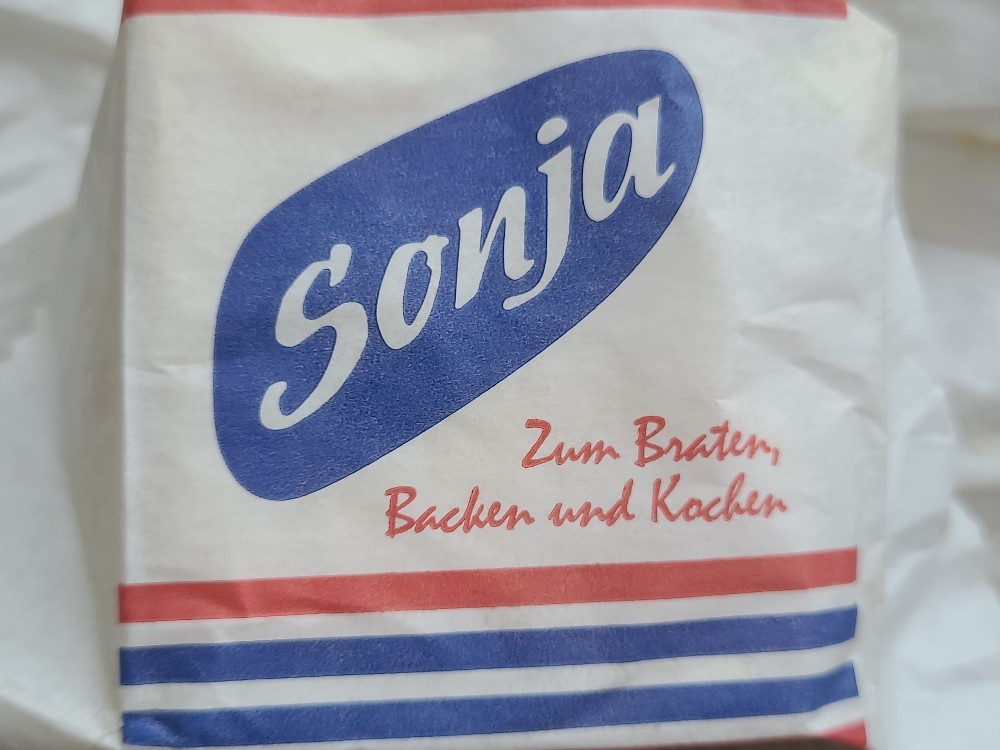 Sonja
Zum Braten,
Backen und Kochen